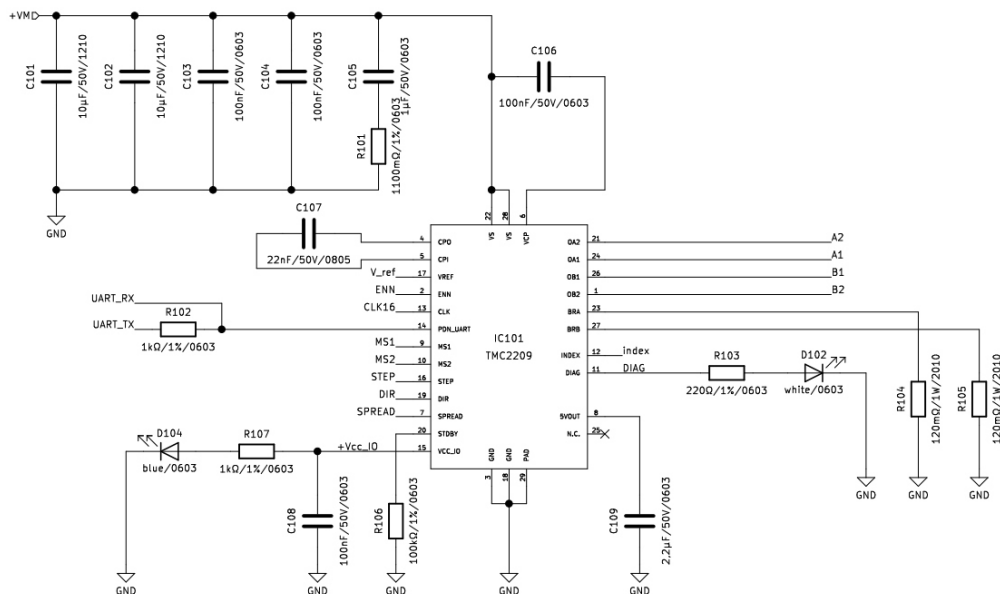 +VM
C101
10µF/50V/1210
C102
10µF/50V/1210
C103
100nF/50V/0603
C104
100nF/50V/0603
C105
1µF/50V/0603
R101
1100mΩ/1%/0603
C106
100nF/50V/0603
GND
C107
22nF/50V/0805
22
VS
28
VS
6
VCP
4
CPO
5
CPI
V_ref
17
VREF
ENN
2
ENN
CLK16
13
CLK
UART_RX
UART_TX
R102
1kΩ/1%/0603
14
PDN_UART
MS1
9
MS1
MS2
10
MS2
STEP
16
STEP
DIR
19
DIR
SPREAD
7
SPREAD
20
STDBY
+Vcc_IO
15
VCC_IO
IC101
TMC2209
OA2
21
A2
OA1
24
A1
OB1
26
B1
OB2
1
B2
BRA
23
BRB
27
INDEX
12
index
DIAG
11
DIAG
R103
220Ω/1%/0603
D102
white/0603
R104
120mΩ/1W/2010
R105
120mΩ/1W/2010
5VOUT
8
N.C.
25
D104
blue/0603
R107
1kΩ/1%/0603
GND
3
GND
18
PAD
29
C108
100nF/50V/0603
R106
100kΩ/1%/0603
C109
2.2µF/50V/0603
GND
GND
GND
GND
GND
GND
GND
GND